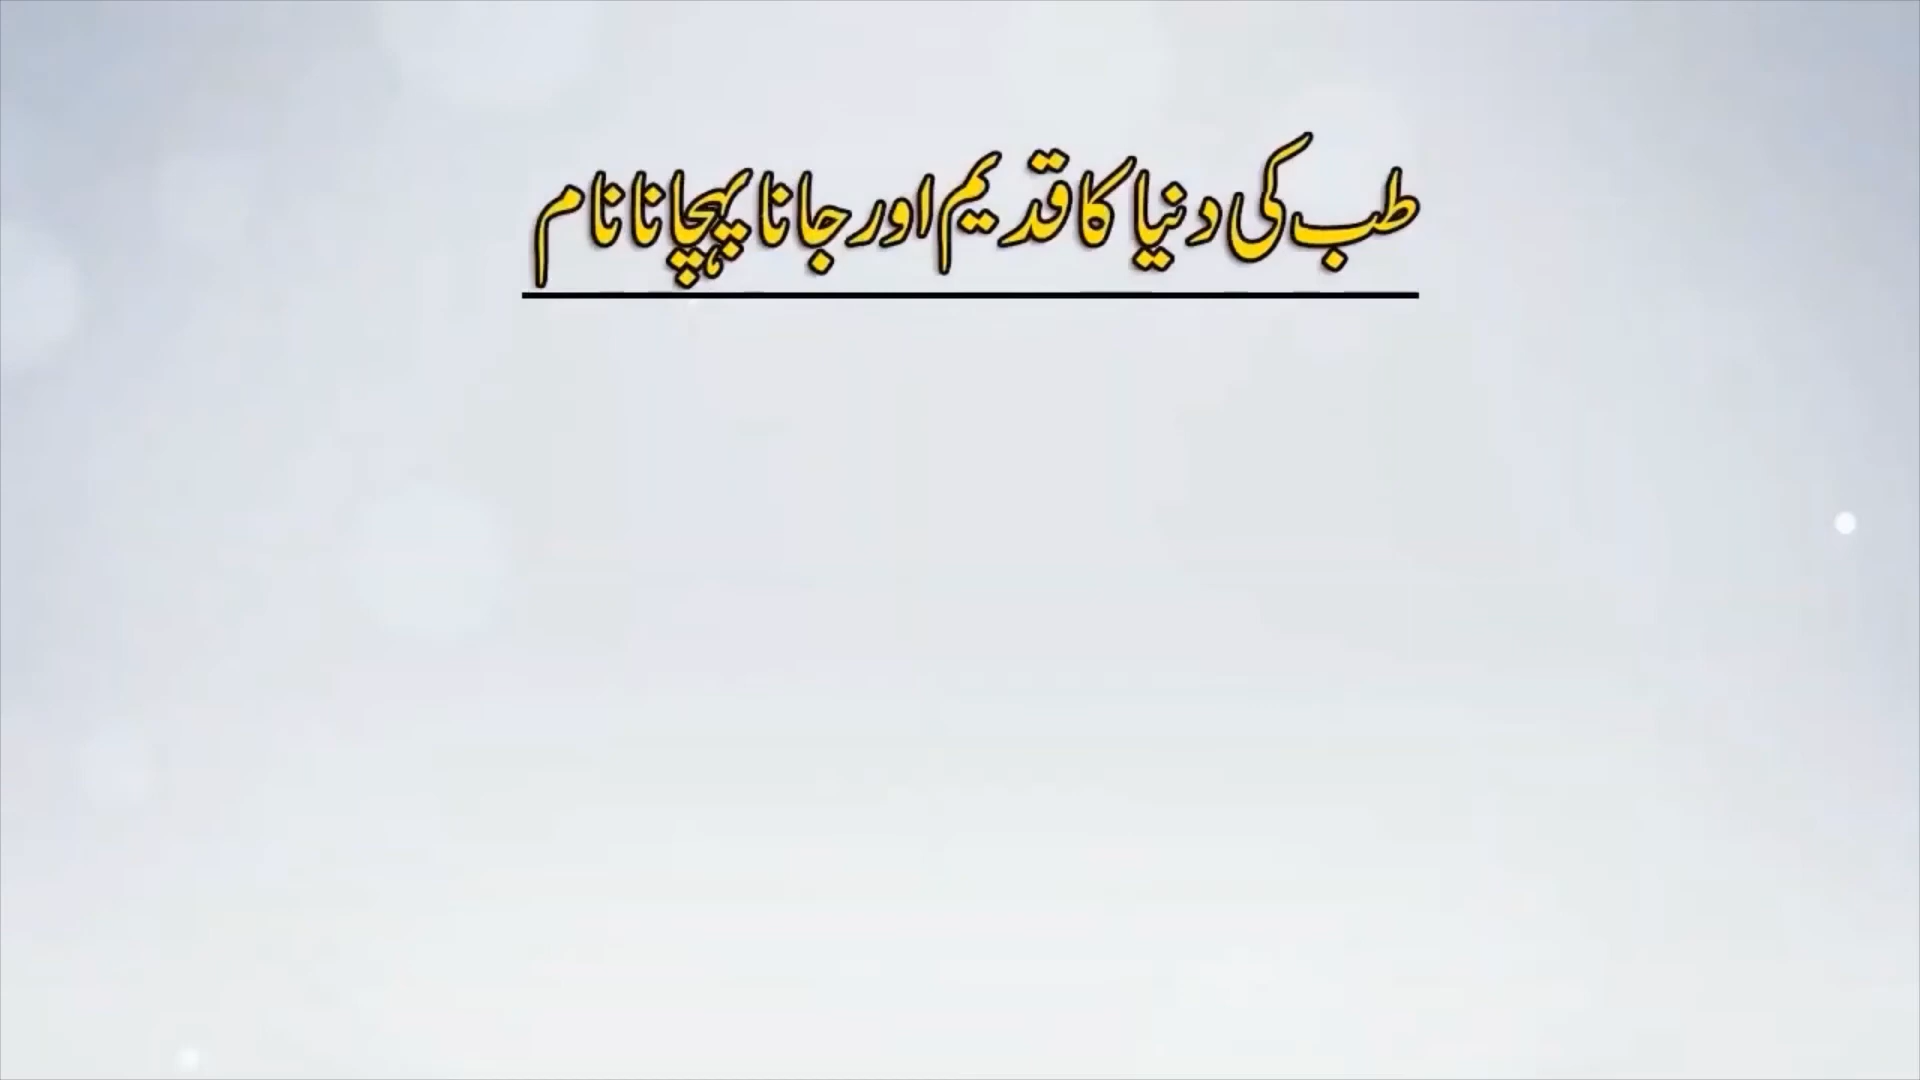 طب کی دنیا کا قدیم اور جانا پہچانا نام